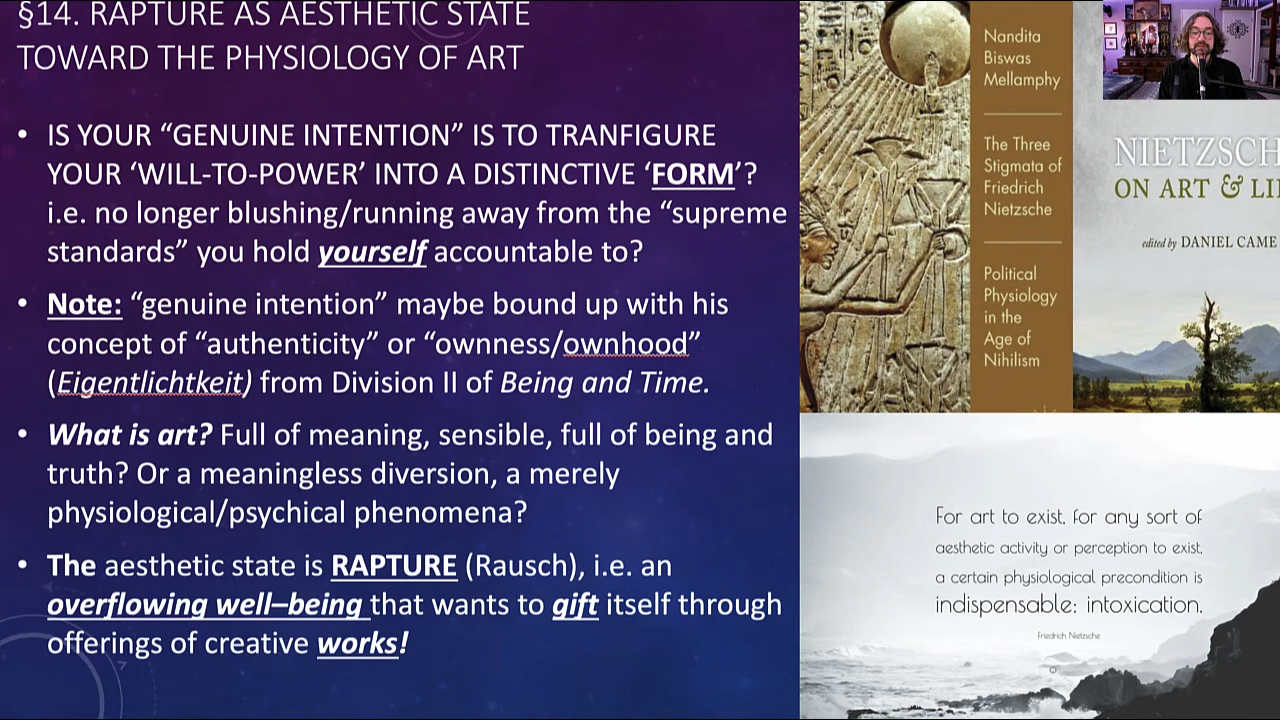 §14. RAPTURE AS AESTHETIC STATE
TOWARD THE PHYSIOLOGY OF ART
• IS YOUR “GENUINE INTENTION” IS TO TRANFIGURE
YOUR ‘WILL-TO-POWER’ INTO A DISTINCTIVE ‘FORM’?
i.e. no longer blushing/running away from the “supreme
standards” you hold yourself accountable to?
• Note: “genuine intention” maybe bound up with his
concept of “authenticity” or “ownness/ownhood”
(Eigentlichtkeit) from Division II of Being and Time.
• What is art? Full of meaning, sensible, full of being and
truth? Or a meaningless diversion, a merely
physiological/psychical phenomena?
• The aesthetic state is RAPTURE (Rausch), i.e. an
overflowing well–being that wants to gift itself through
offerings of creative works!
Nandita
Biswas
Mellamphy
The Three
Stigmata of
Friedrich
Nietzsche
Political
Physiology
in the
Age of
Nihilism
NIETZSCH
ON ART & LI
edited by DANIEL CAME
For art to exist, for any sort of
aesthetic activity or perception to exist,
a certain physiological precondition is
indispensable: intoxication.
Friedrich Nietzsche